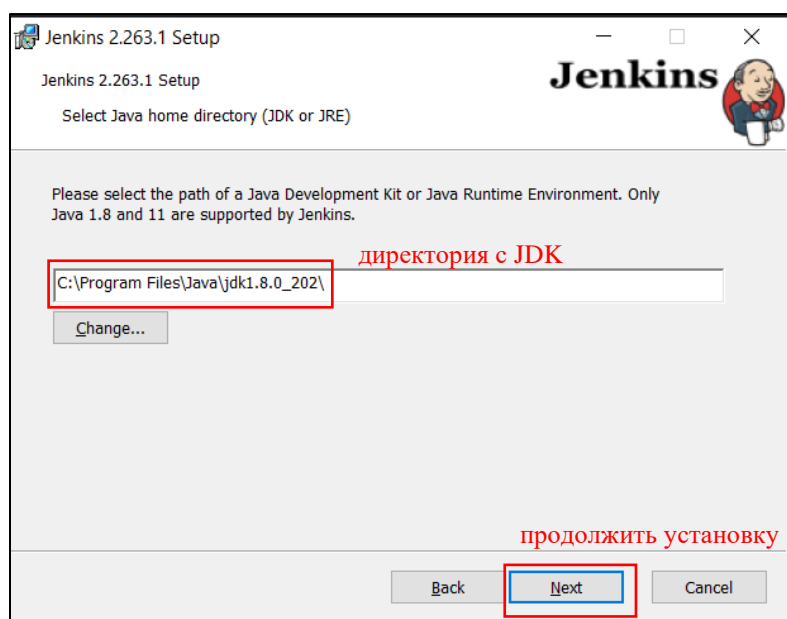 Jenkins 2.263.1 Setup
Jenkins 2.263.1 Setup
Jenkins
Select Java home directory (JDK or JRE)
Please select the path of a Java Development Kit or Java Runtime Environment. Only
Java 1.8 and 11 are supported by Jenkins.
директория с JDK
C:\Program Files\Java\jdk1.8.0_202\
Change...
продолжить установку
Back
Next
Cancel